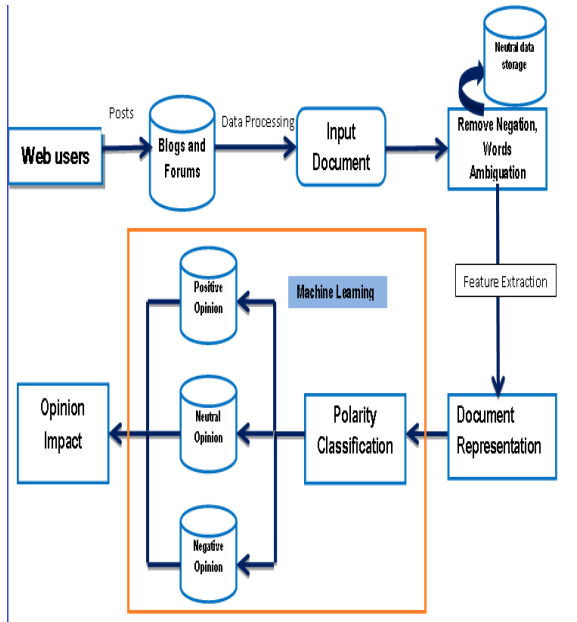 Neutral data
storage
Posts
Data Processing
Web users
Blogs and
Forums
Input
Document
Remove Negation,
Words
Ambiguation
Feature Extraction
Positive
Opinion
Machine Learning
Opinion
Impact
Neutral
Opinion
Polarity
Classification
Document
Representation
Negative
Opinion